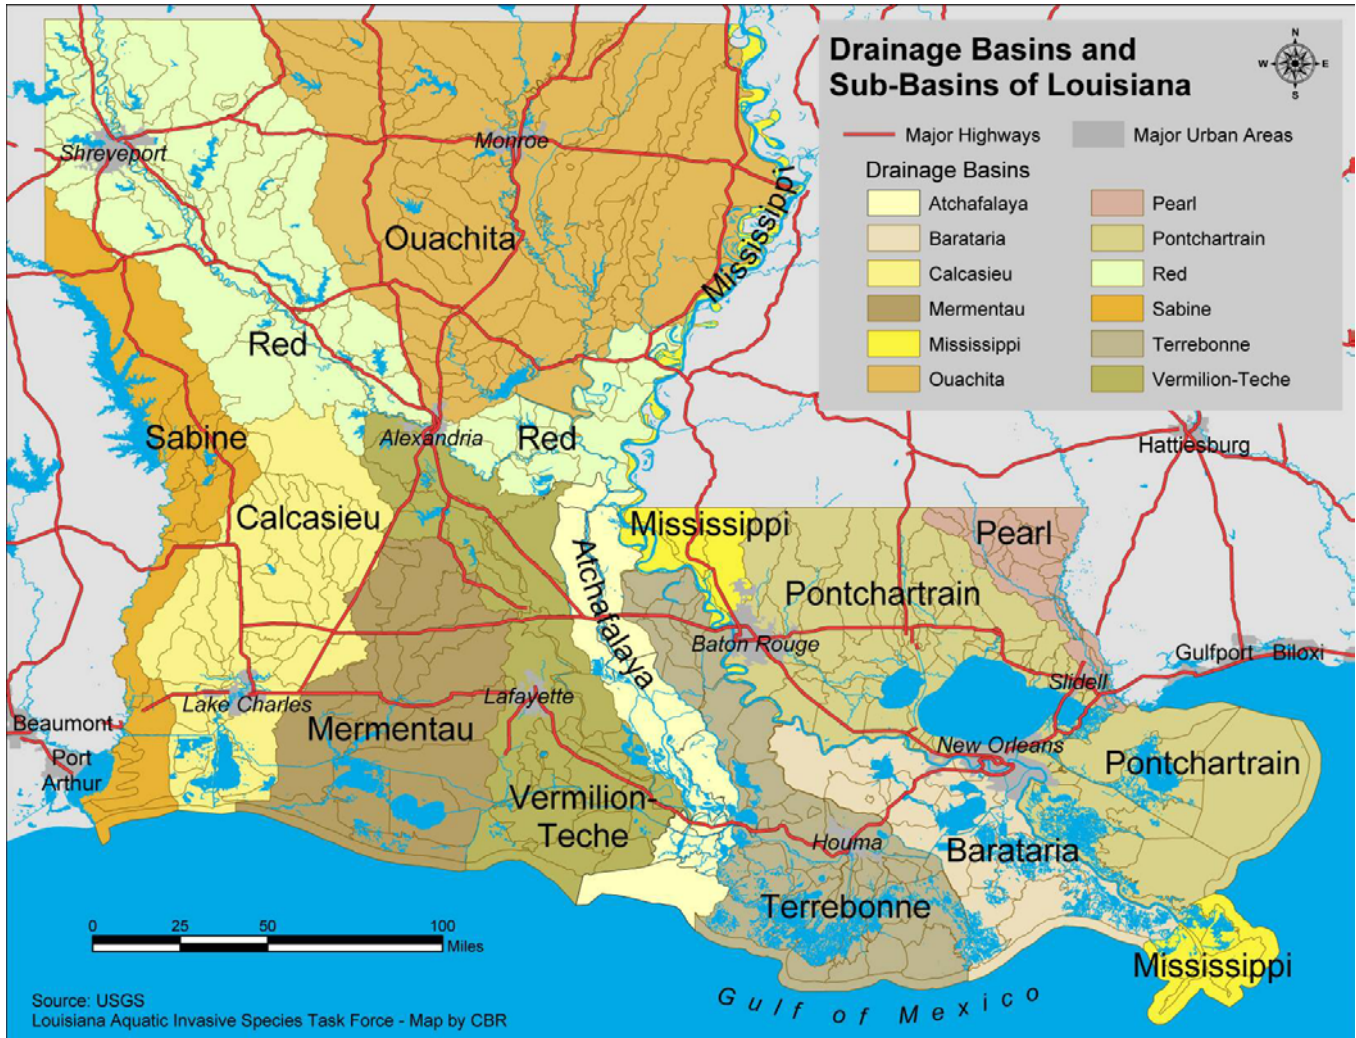 Drainage Basins and
Sub-Basins of Louisiana
N
W E
S
Major Highways
Major Urban Areas
Drainage Basins
Atchafalaya
Barataria
Calcasieu
Mermentau
Mississippi
Ouachita
Pearl
Pontchartrain
Red
Sabine
Terrebonne
Vermilion-Teche
Shreveport
Monroe
Ouachita
Mississippi
Red
Sabine
Alexandria
Red
Hattiesburg
Calcasieu
Mississippi
Pearl
Atchafalaya
Pontchartrain
Baton Rouge
Gulfport
Biloxi
Slidell
Lake Charles
Lafayette
Beaumont
Port
Arthur
Mermentau
New Orleans
Pontchartrain
Vermilion-
Teche
Houma
Barataria
Terrebonne
Mississippi
0 25 50 100
Miles
Gulf of Mexico
Source: USGS
Louisiana Aquatic Invasive Species Task Force - Map by CBR